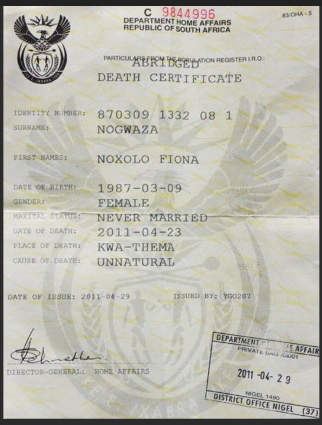 C 9844996
83/DHA - 5
DEPARTMENT HOME AFFAIRS
REPUBLIC OF SOUTH AFRICA
PARTICULARS FROM THE POPULATION REGISTER I.R.O.:
ABRIDGED
DEATH CERTIFICATE
IDENTITY NUMBER: 870309 1332 08 1
SURNAME: NOGWAZA
FIRST NAMES: NOXOLO FIONA
DATE OF BIRTH: 1987-03-09
GENDER: FEMALE
MARITAL STATUS: NEVER MARRIED
DATE OF DEATH: 2011-04-23
PLACE OF DEATH: KWA-THEMA
CAUSE OF DEATH: UNNATURAL
DATE OF ISSUE: 2011-04-29 ISSUED BY: YG0207
DIRECTOR-GENERAL: HOME AFFAIRS
DEPARTMENT AFFAIRS
PRIVATE
2011 -04- 29
NIGEL 1490
DISTRICT OFFICE NIGEL (37)